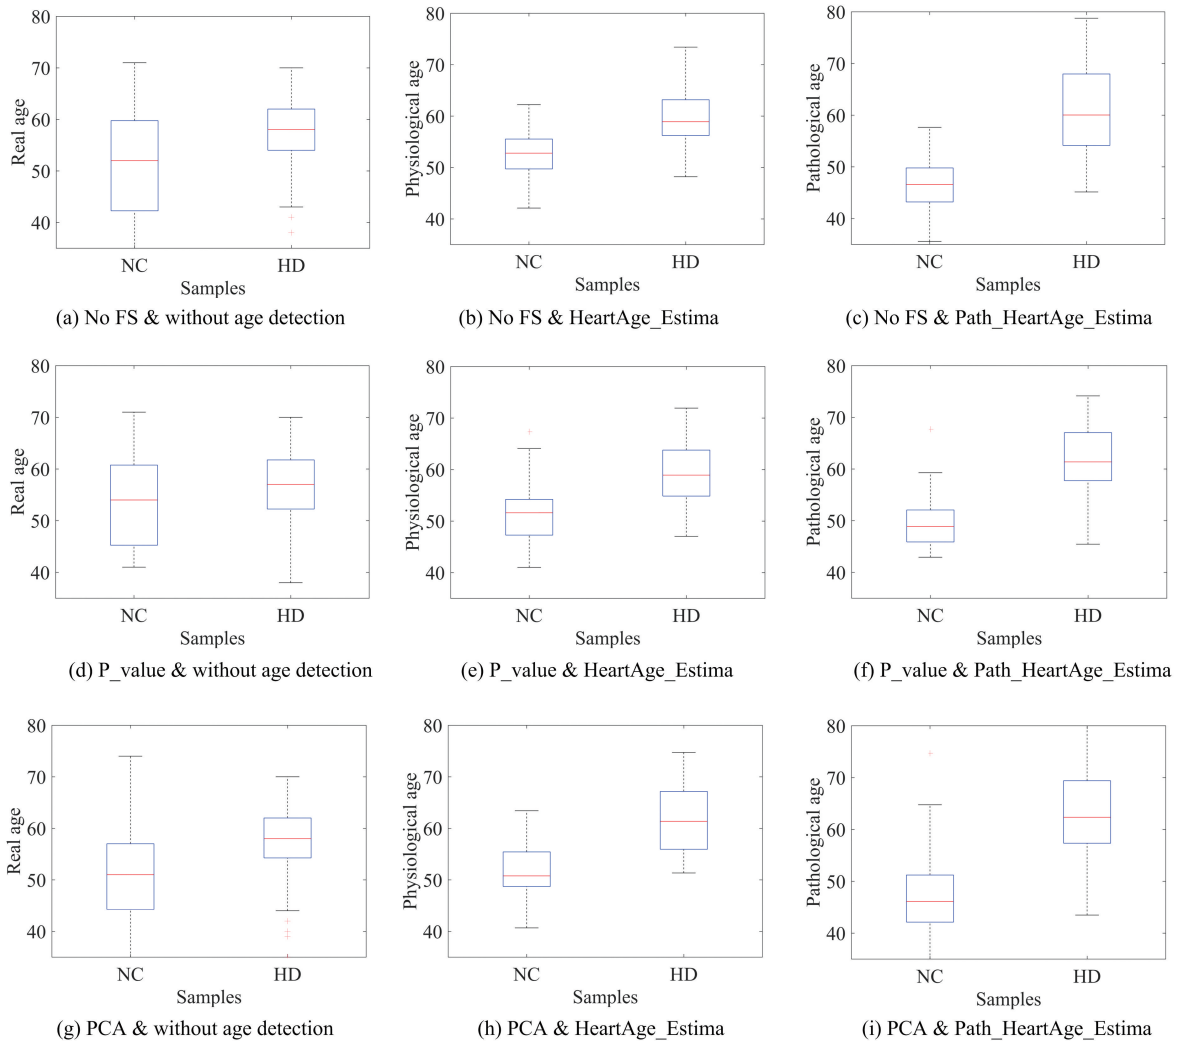 80
70
60
50
40
Real age
NC HD
Samples
(a) No FS & without age detection
80
70
60
50
40
Physiological age
NC HD
Samples
(b) No FS & HeartAge_Estima
80
70
60
50
40
Pathological age
NC HD
Samples
(c) No FS & Path_HeartAge_Estima
80
70
60
50
40
Real age
NC HD
Samples
(d) P_value & without age detection
80
70
60
50
40
Physiological age
NC HD
Samples
(e) P_value & HeartAge_Estima
80
70
60
50
40
Pathological age
NC HD
Samples
(f) P_value & Path_HeartAge_Estima
80
70
60
50
40
Real age
NC HD
Samples
(g) PCA & without age detection
80
70
60
50
40
Physiological age
NC HD
Samples
(h) PCA & HeartAge_Estima
80
70
60
50
40
Pathological age
NC HD
Samples
(i) PCA & Path_HeartAge_Estima